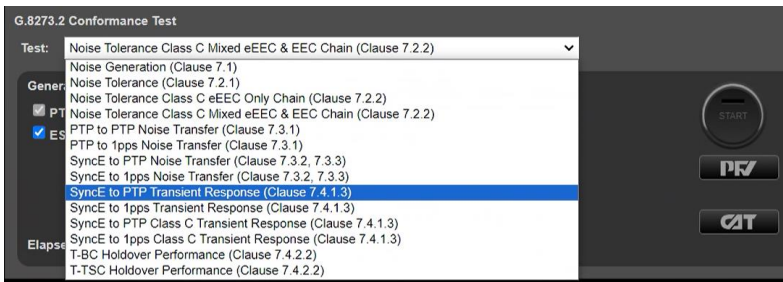 G.8273.2 Conformance Test
Test: Noise Tolerance Class C Mixed eEEC & EEC Chain (Clause 7.2.2)
Noise Generation (Clause 7.1)
Noise Tolerance (Clause 7.2.1)
Noise Tolerance Class C eEEC Only Chain (Clause 7.2.2)
Noise Tolerance Class C Mixed eEEC & EEC Chain (Clause 7.2.2)
PTP to PTP Noise Transfer (Clause 7.3.1)
PTP to 1pps Noise Transfer (Clause 7.3.1)
SyncE to PTP Noise Transfer (Clause 7.3.2, 7.3.3)
SyncE to 1pps Noise Transfer (Clause 7.3.2, 7.3.3)
SyncE to PTP Transient Response (Clause 7.4.1.3)
SyncE to 1pps Transient Response (Clause 7.4.1.3)
SyncE to PTP Class C Transient Response (Clause 7.4.1.3)
SyncE to 1pps Class C Transient Response (Clause 7.4.1.3)
T-BC Holdover Performance (Clause 7.4.2.2)
T-TSC Holdover Performance (Clause 7.4.2.2)
Gener
PT
ES
Elapse
START
PFV
CAT